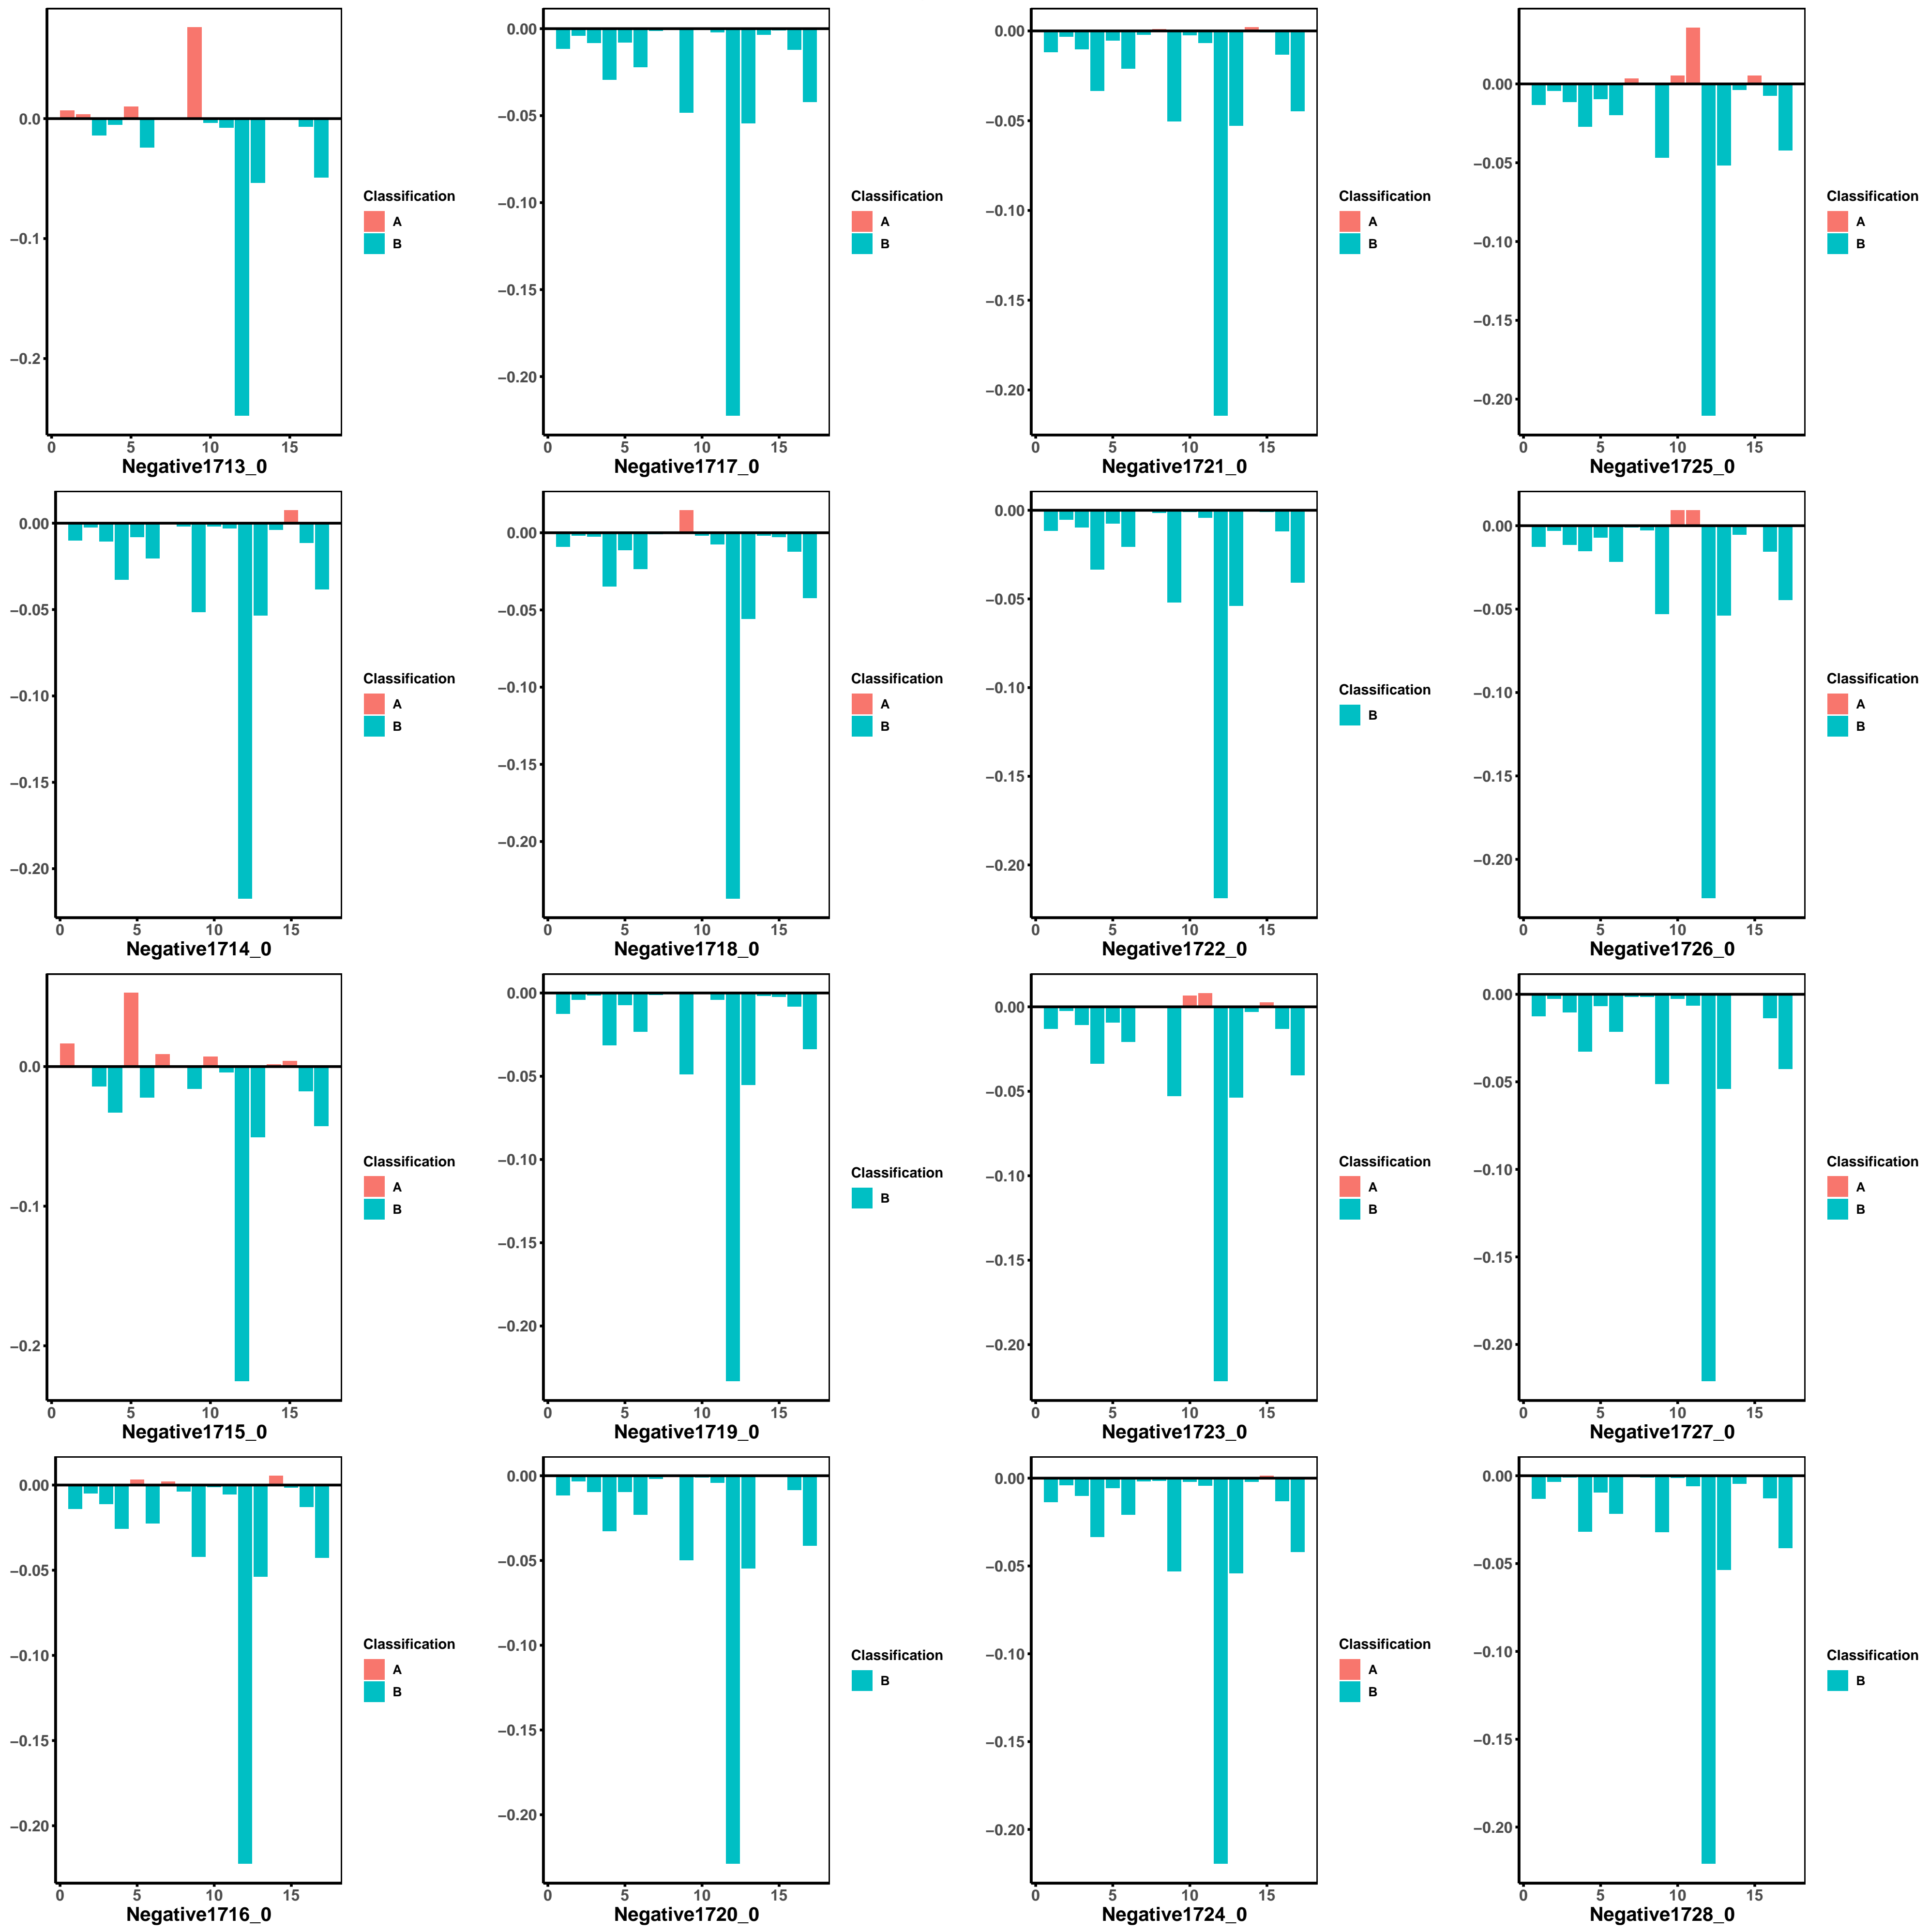 0.0
−0.1
−0.2
0 5 10 15
Negative1713_0
Classification
A
B
0.00
−0.05
−0.10
−0.15
−0.20
0 5 10 15
Negative1717_0
Classification
A
B
0.00
−0.05
−0.10
−0.15
−0.20
0 5 10 15
Negative1721_0
Classification
A
B
0.00
−0.05
−0.10
−0.15
−0.20
0 5 10 15
Negative1725_0
Classification
A
B
0.00
−0.05
−0.10
−0.15
−0.20
0 5 10 15
Negative1714_0
Classification
A
B
0.00
−0.05
−0.10
−0.15
−0.20
0 5 10 15
Negative1718_0
Classification
A
B
0.00
−0.05
−0.10
−0.15
−0.20
0 5 10 15
Negative1722_0
Classification
B
0.00
−0.05
−0.10
−0.15
−0.20
0 5 10 15
Negative1726_0
Classification
A
B
0.0
−0.1
−0.2
0 5 10 15
Negative1715_0
Classification
A
B
0.00
−0.05
−0.10
−0.15
−0.20
0 5 10 15
Negative1719_0
Classification
B
0.00
−0.05
−0.10
−0.15
−0.20
0 5 10 15
Negative1723_0
Classification
A
B
0.00
−0.05
−0.10
−0.15
−0.20
0 5 10 15
Negative1727_0
Classification
A
B
0.00
−0.05
−0.10
−0.15
−0.20
0 5 10 15
Negative1716_0
Classification
A
B
0.00
−0.05
−0.10
−0.15
−0.20
0 5 10 15
Negative1720_0
Classification
B
0.00
−0.05
−0.10
−0.15
−0.20
0 5 10 15
Negative1724_0
Classification
A
B
0.00
−0.05
−0.10
−0.15
−0.20
0 5 10 15
Negative1728_0
Classification
B